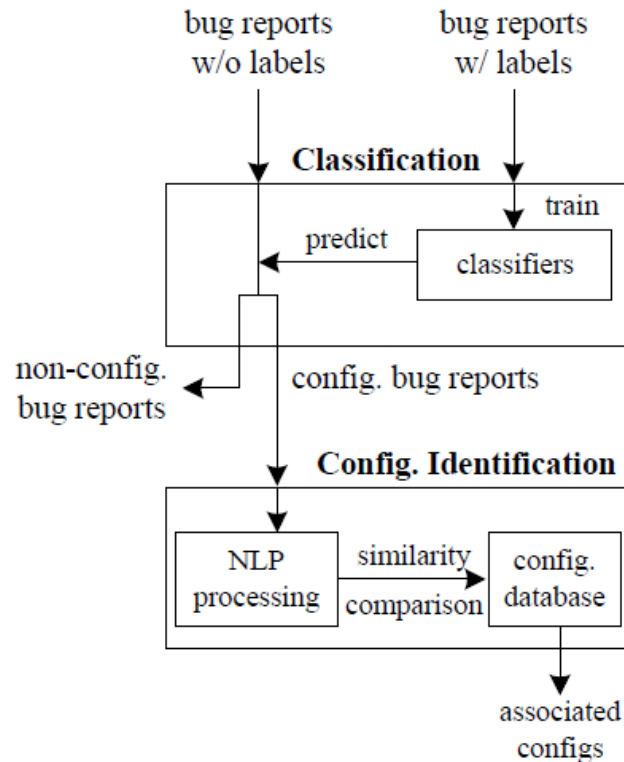 bug reports
w/o labels
bug reports
w/ labels
Classification
train
predict
classifiers
non-config.
bug reports
config. bug reports
Config. Identification
NLP
processing
similarity
comparison
config.
database
associated
configs